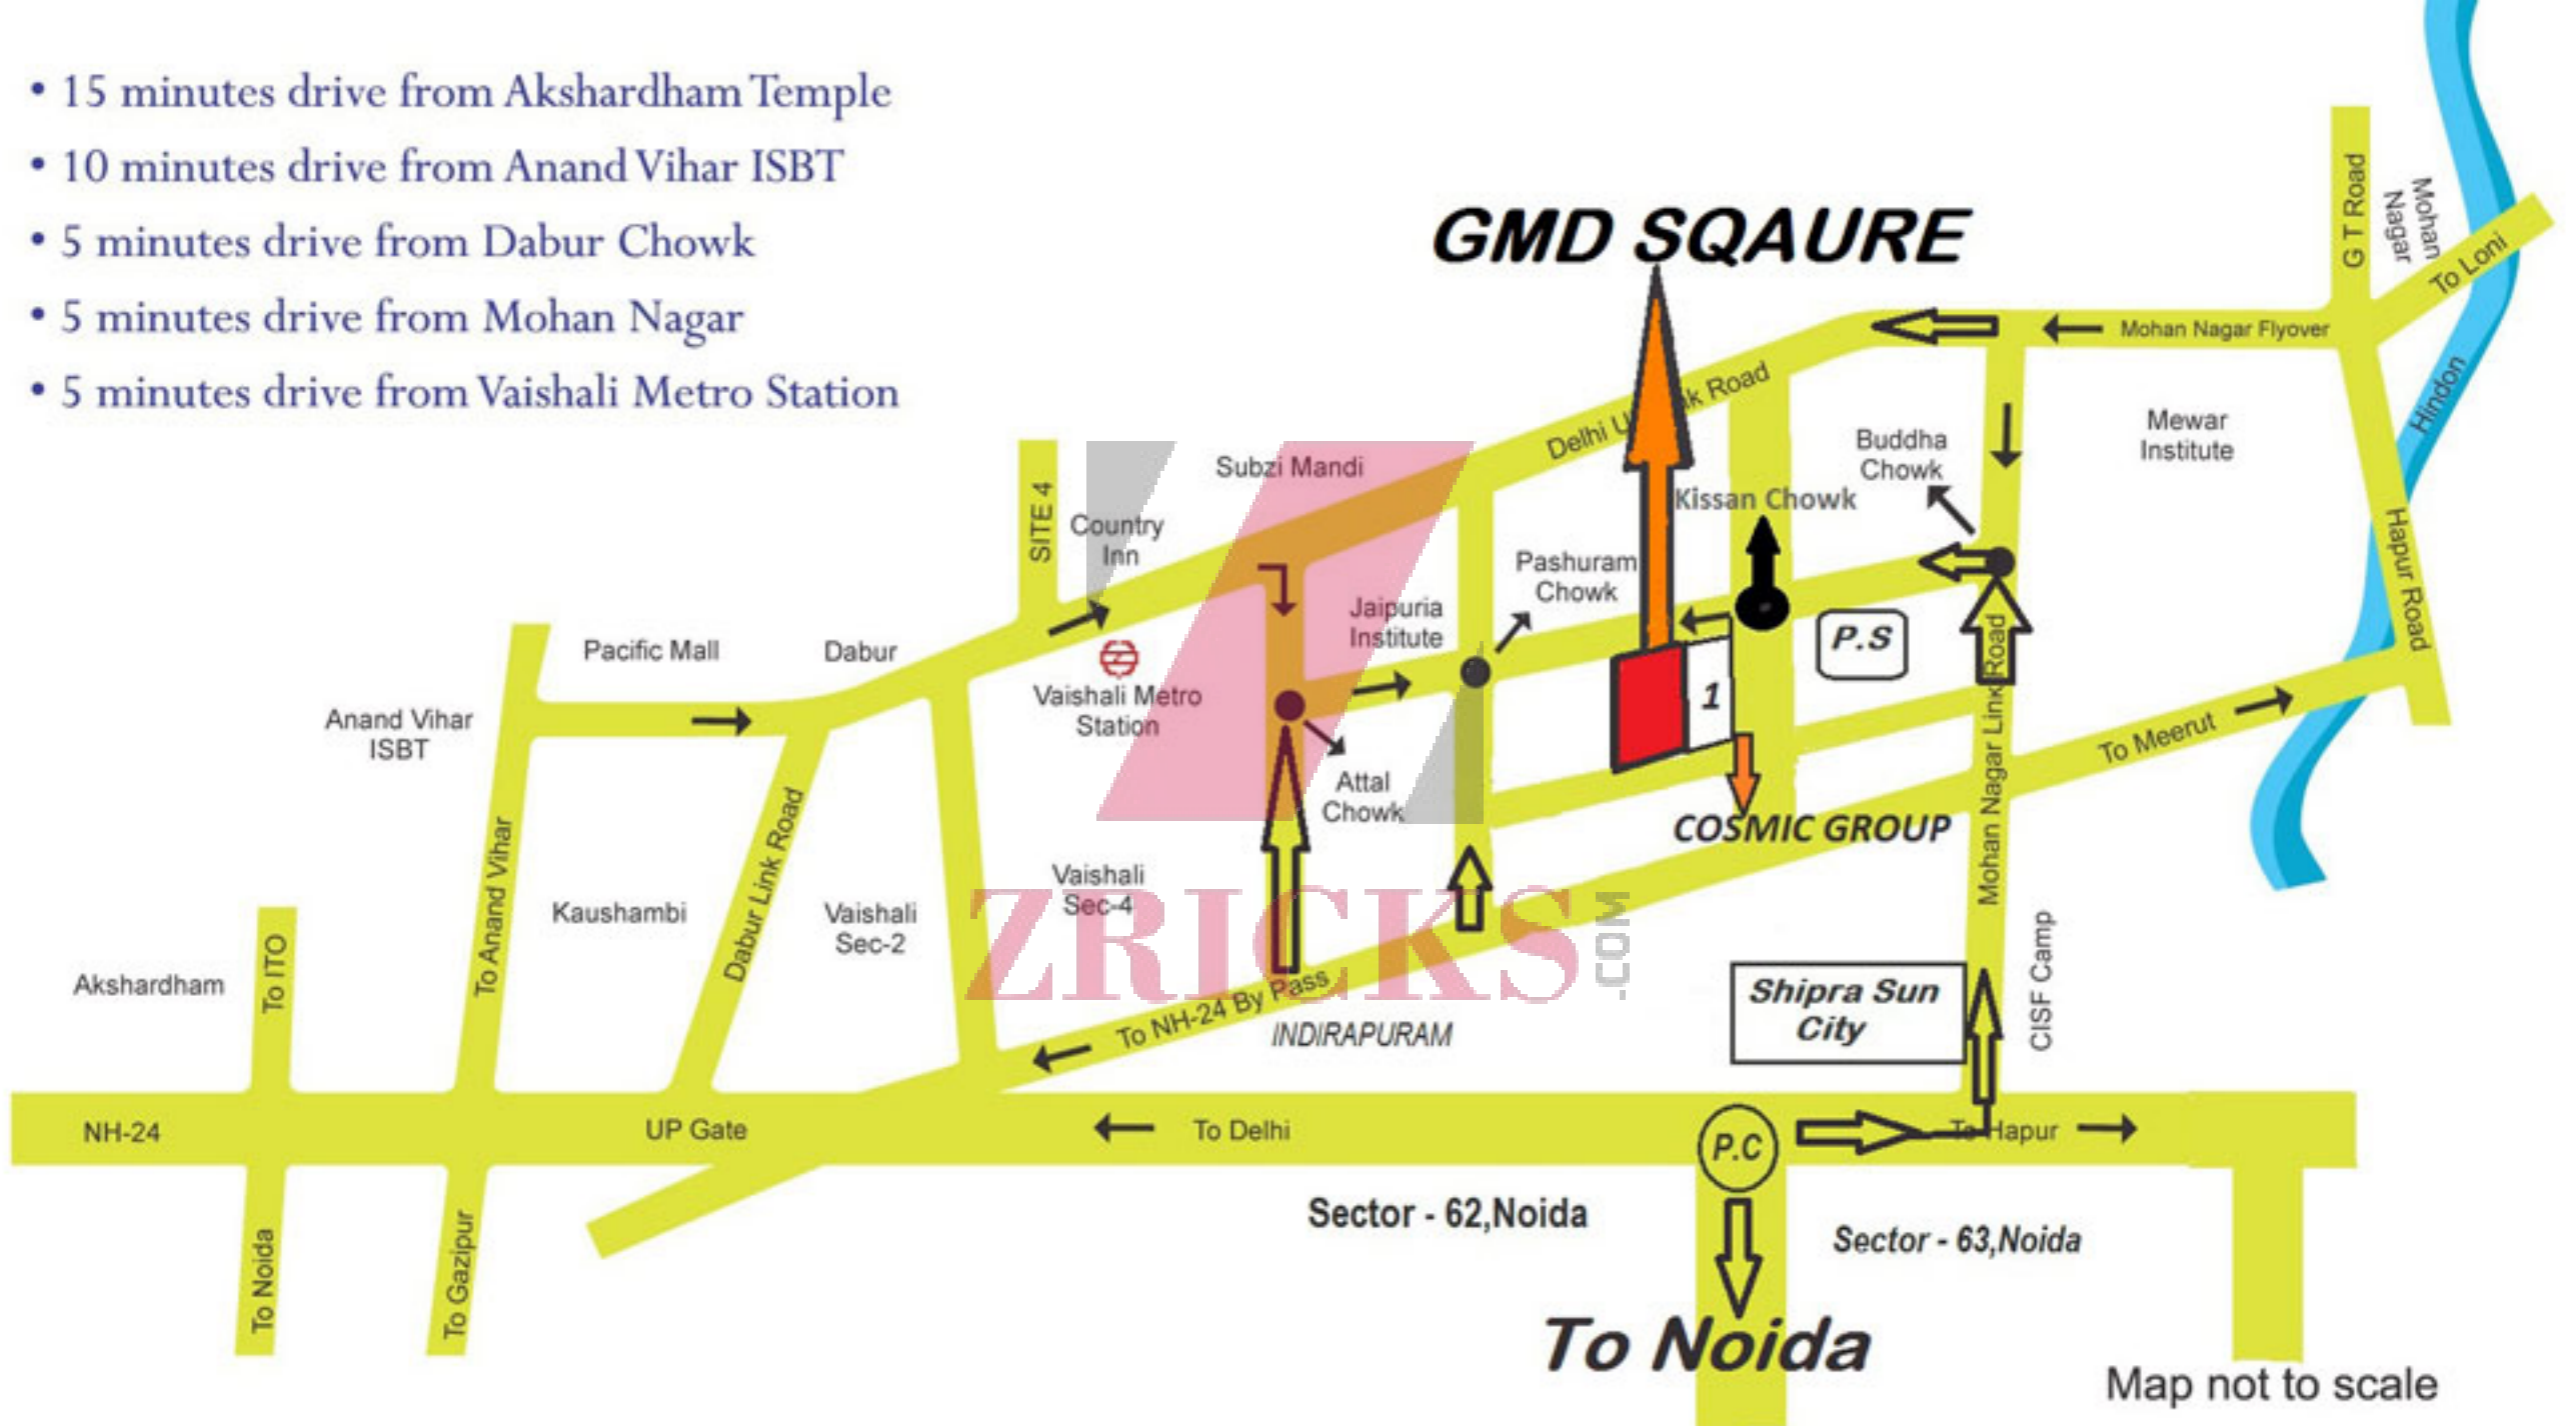 • 15 minutes drive from Akshardham Temple
• 10 minutes drive from Anand Vihar ISBT
• 5 minutes drive from Dabur Chowk
• 5 minutes drive from Mohan Nagar
• 5 minutes drive from Vaishali Metro Station
GMD SQAURE
G T Road
Mohan
Nagar
To Loni
Mohan Nagar Flyover
Hindon
Delhi U
nk Road
Mewar
Institute
Buddha
Chowk
Subzi Mandi
SITE 4
Country
Inn
Kissan Chowk
Pashuram
Chowk
Jaipuria
Institute
P.S
Hapur Road
Pacific Mall
Dabur
Vaishali Metro
Station
Anand Vihar
ISBT
1
To Meerut
Mohan Nagar Link Road
Attal
Chowk
COSMIC GROUP
To Anand Vihar
Dabur Link Road
Kaushambi
Vaishali
Sec-2
Vaishali
Sec-4
ZRICKS
.COM
Akshardham
To ITO
To NH-24 By Pass
INDIRAPURAM
Shipra Sun
City
CISF Camp
NH-24
UP Gate
To Delhi
P.C
To Hapur
Sector - 62,Noida
Sector - 63,Noida
To Noida
To Gazipur
To Noida
Map not to scale